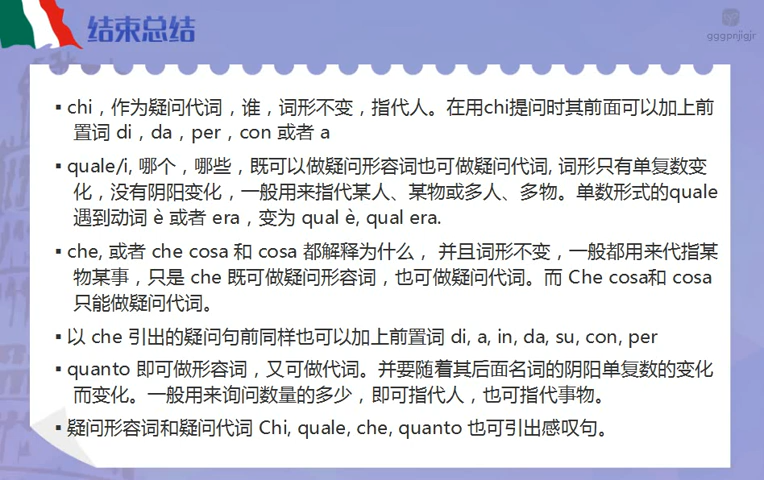 结束总结
gggpnjigjr
▪ chi，作为疑问代词，谁，词形不变，指代人。在用chi提问时其前面可以加上前
置词 di，da，per，con 或者 a
▪ quale/i, 哪个，哪些，既可以做疑问形容词也可做疑问代词, 词形只有单复数变
化，没有阴阳变化，一般用来指代某人、某物或多人、多物。单数形式的quale
遇到动词 è 或者 era，变为 qual è, qual era.
▪ che, 或者 che cosa 和 cosa 都解释为什么， 并且词形不变，一般都用来代指某
物某事，只是 che 既可做疑问形容词，也可做疑问代词。而 Che cosa和 cosa
只能做疑问代词。
▪ 以 che 引出的疑问句前同样也可以加上前置词 di, a, in, da, su, con, per
▪ quanto 即可做形容词，又可做代词。并要随着其后面名词的阴阳单复数的变化
而变化。一般用来询问数量的多少，即可指代人，也可指代事物。
▪ 疑问形容词和疑问代词 Chi, quale, che, quanto 也可引出感叹句。